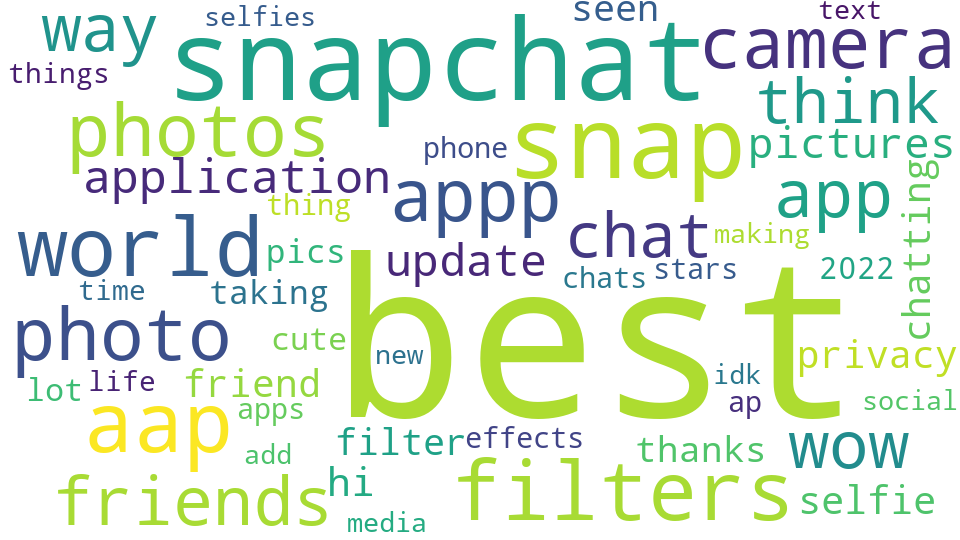 selfies
seen
text
way
snapchat
camera
things
think
photos
snap
pictures
phone
application
appp
app
chatting
thing
world
pics
update
chat
making
chats
stars
2022
time
taking
best
photo
cute
new
privacy
lot
life
friend
idk
aap
apps
ap
social
filter
effects
thanks
wow
add
friends
hi
filters
selfie
media